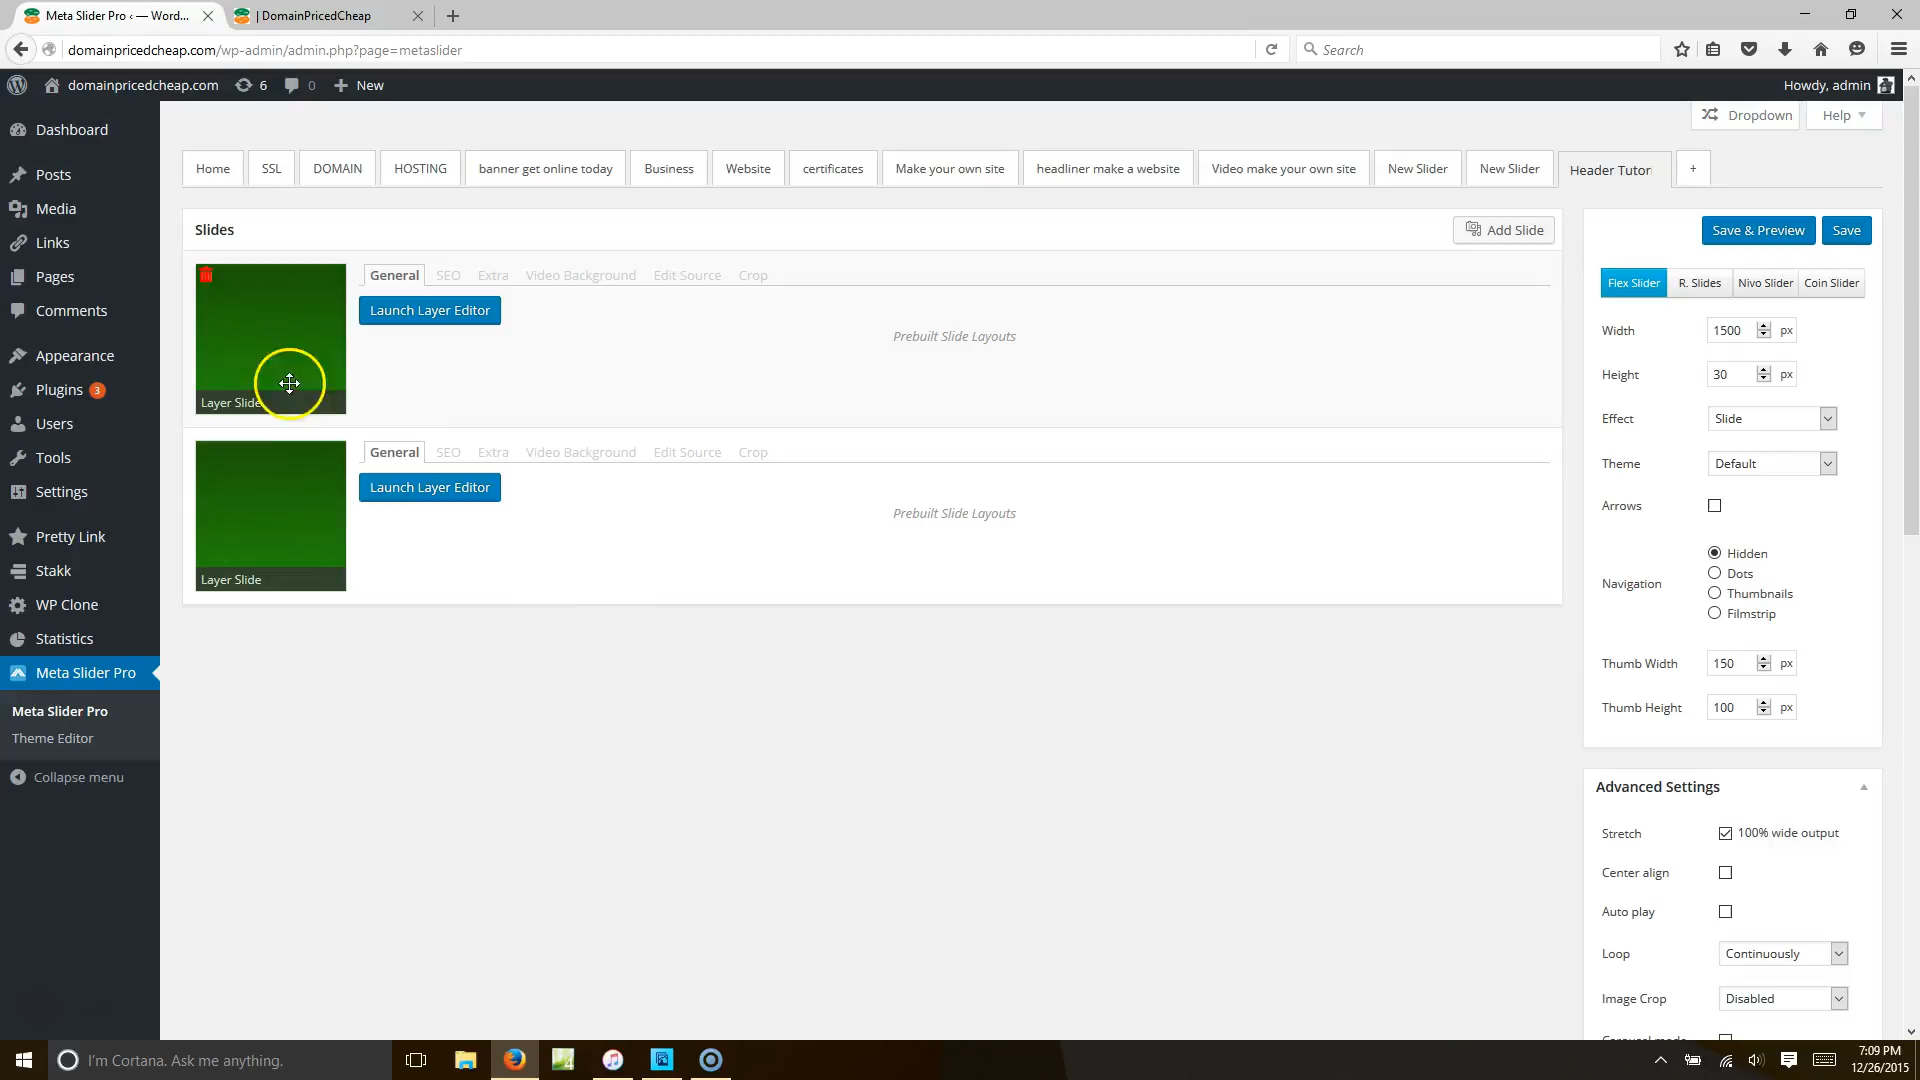 Meta Slider Pro ‹ — Word...
| DomainPricedCheap
domainpricedcheap.com/wp-admin/admin.php?page=metaslider
Search
domainpricedcheap.com
6
0
New
Howdy, admin
Dropdown
Help
Dashboard
Posts
Media
Links
Pages
Comments
Appearance
Plugins 3
Users
Tools
Settings
Pretty Link
Stakk
WP Clone
Statistics
Meta Slider Pro
Meta Slider Pro
Theme Editor
Collapse menu
Home
SSL
DOMAIN
HOSTING
banner get online today
Business
Website
certificates
Make your own site
headliner make a website
Video make your own site
New Slider
New Slider
Header Tutor
+
Slides
Add Slide
General SEO Extra Video Background Edit Source Crop
Launch Layer Editor
Prebuilt Slide Layouts
Layer Slide
General SEO Extra Video Background Edit Source Crop
Launch Layer Editor
Prebuilt Slide Layouts
Layer Slide
Save & Preview
Save
Flex Slider
R. Slides
Nivo Slider
Coin Slider
Width 1500 px
Height 30 px
Effect Slide
Theme Default
Arrows
Navigation
Hidden
Dots
Thumbnails
Filmstrip
Thumb Width 150 px
Thumb Height 100 px
Advanced Settings
Stretch 100% wide output
Center align
Auto play
Loop Continuously
Image Crop Disabled
I'm Cortana. Ask me anything.
7:09 PM
12/26/2015